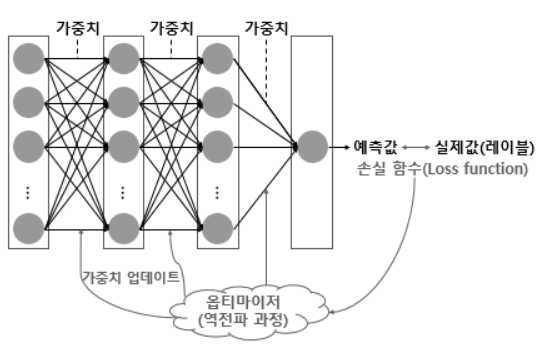 가중치 가중치 가중치
예측값 실제값(레이블)
손실 함수(Loss function)
가중치 업데이트
옵티마이저
(역전파 과정)